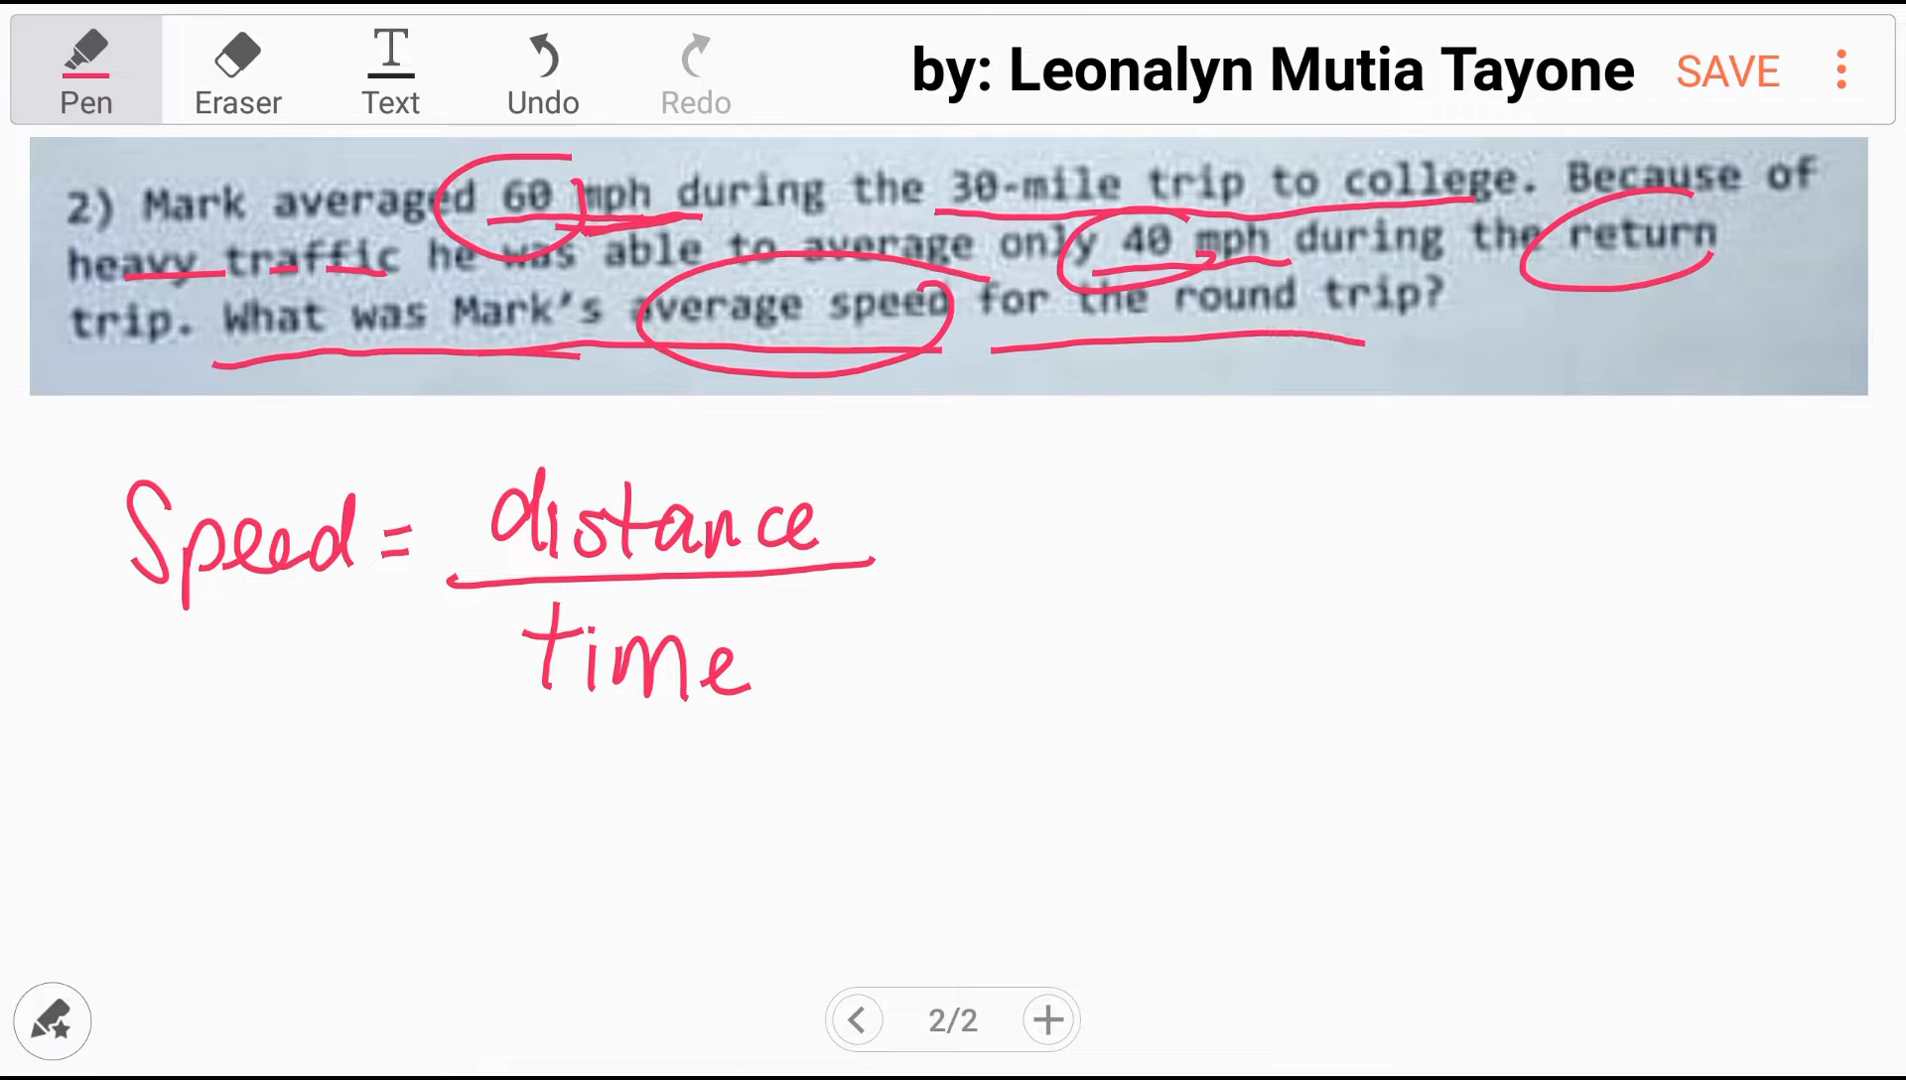 Pen
Eraser
Text
Undo
Redo
by: Leonalyn Mutia Tayone
SAVE
2) Mark averaged 60 mph during the 30-mile trip to college. Because of
heavy traffic he was able to average only 40 mph during the return
trip. What was Mark's average speed for the round trip?
Speed = distance
time
2/2